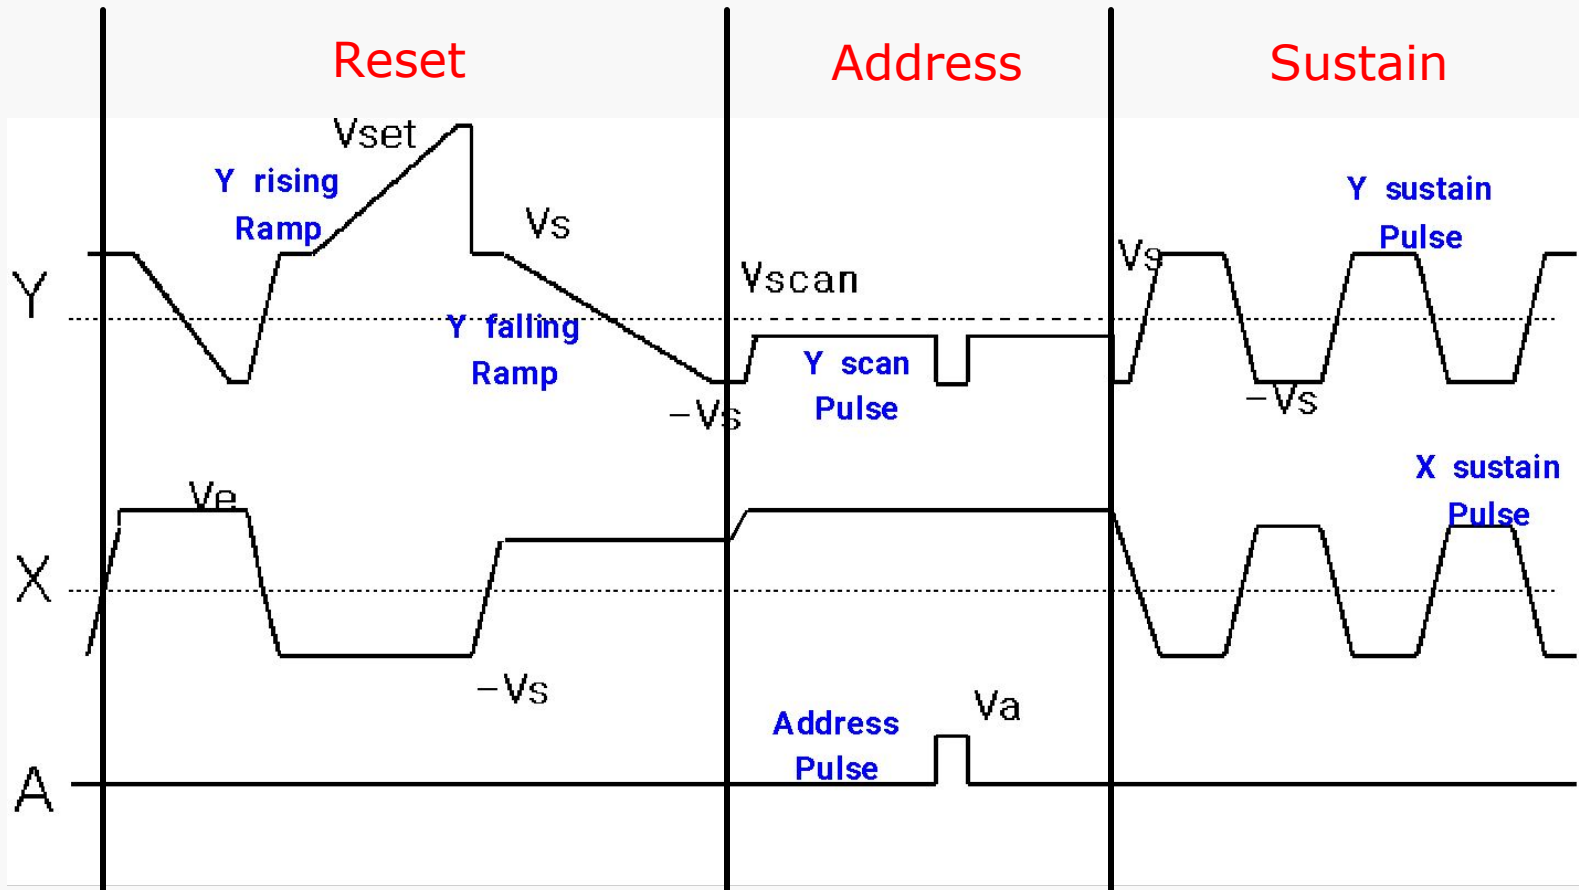 Reset
Address
Sustain
Vset
Y rising
Ramp
Vs
Y sustain
Pulse
Vs
Y
Vscan
Y falling
Ramp
Y scan
Pulse
-Vs
-Vs
X sustain
Pulse
Ve
X
-Vs
Address
Pulse
Va
A